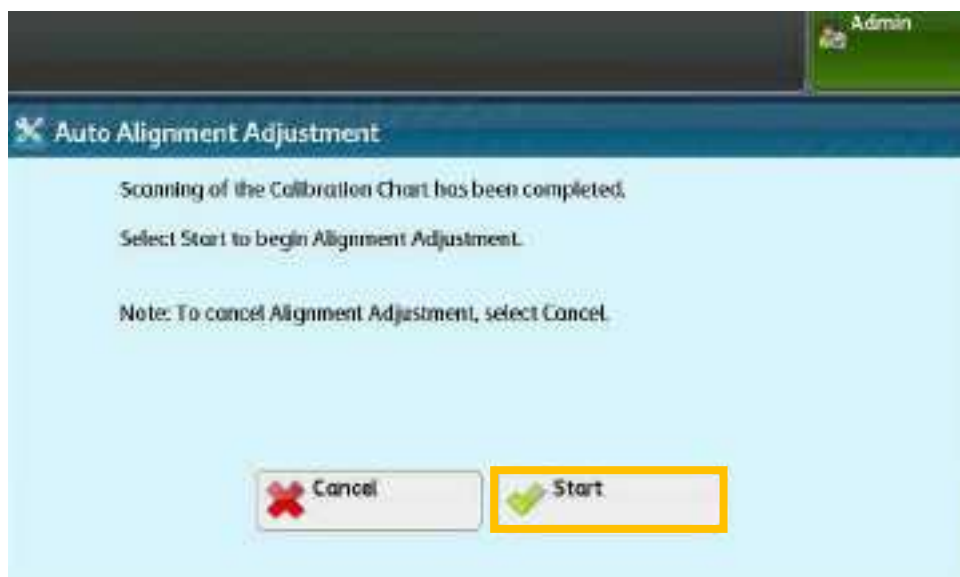 Admin
Auto Alignment Adjustment
Scanning of the Calibration Chart has been completed.
Select Start to begin Alignment Adjustment.
Note: To cancel Alignment Adjustment, select Cancel.
Cancel
Start